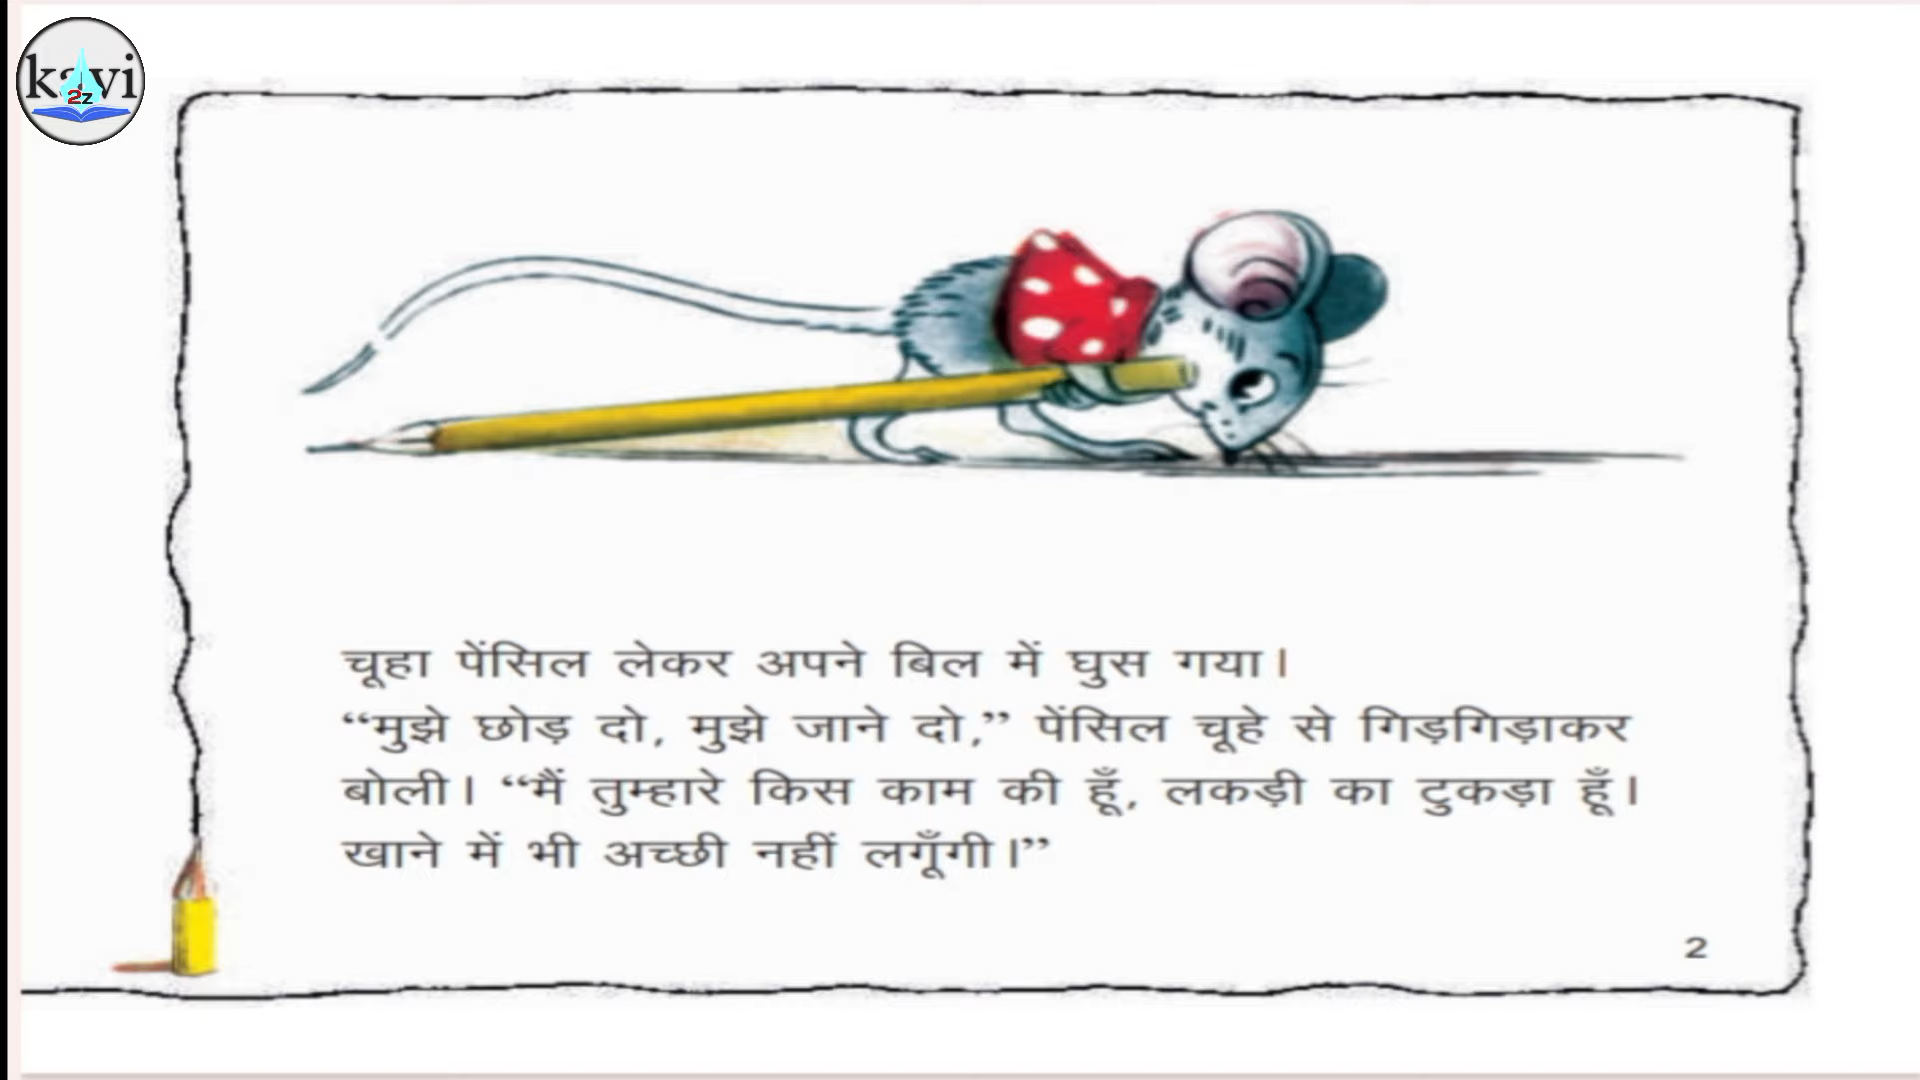 kavi
2z
चूहा पेंसिल लेकर अपने बिल में घुस गया।
“मुझे छोड़ दो, मुझे जाने दो,” पेंसिल चूहे से गिड़गिड़ाकर
बोली। “मैं तुम्हारे किस काम की हूँ, लकड़ी का टुकड़ा हूँ।
खाने में भी अच्छी नहीं लगूँगी।”
2